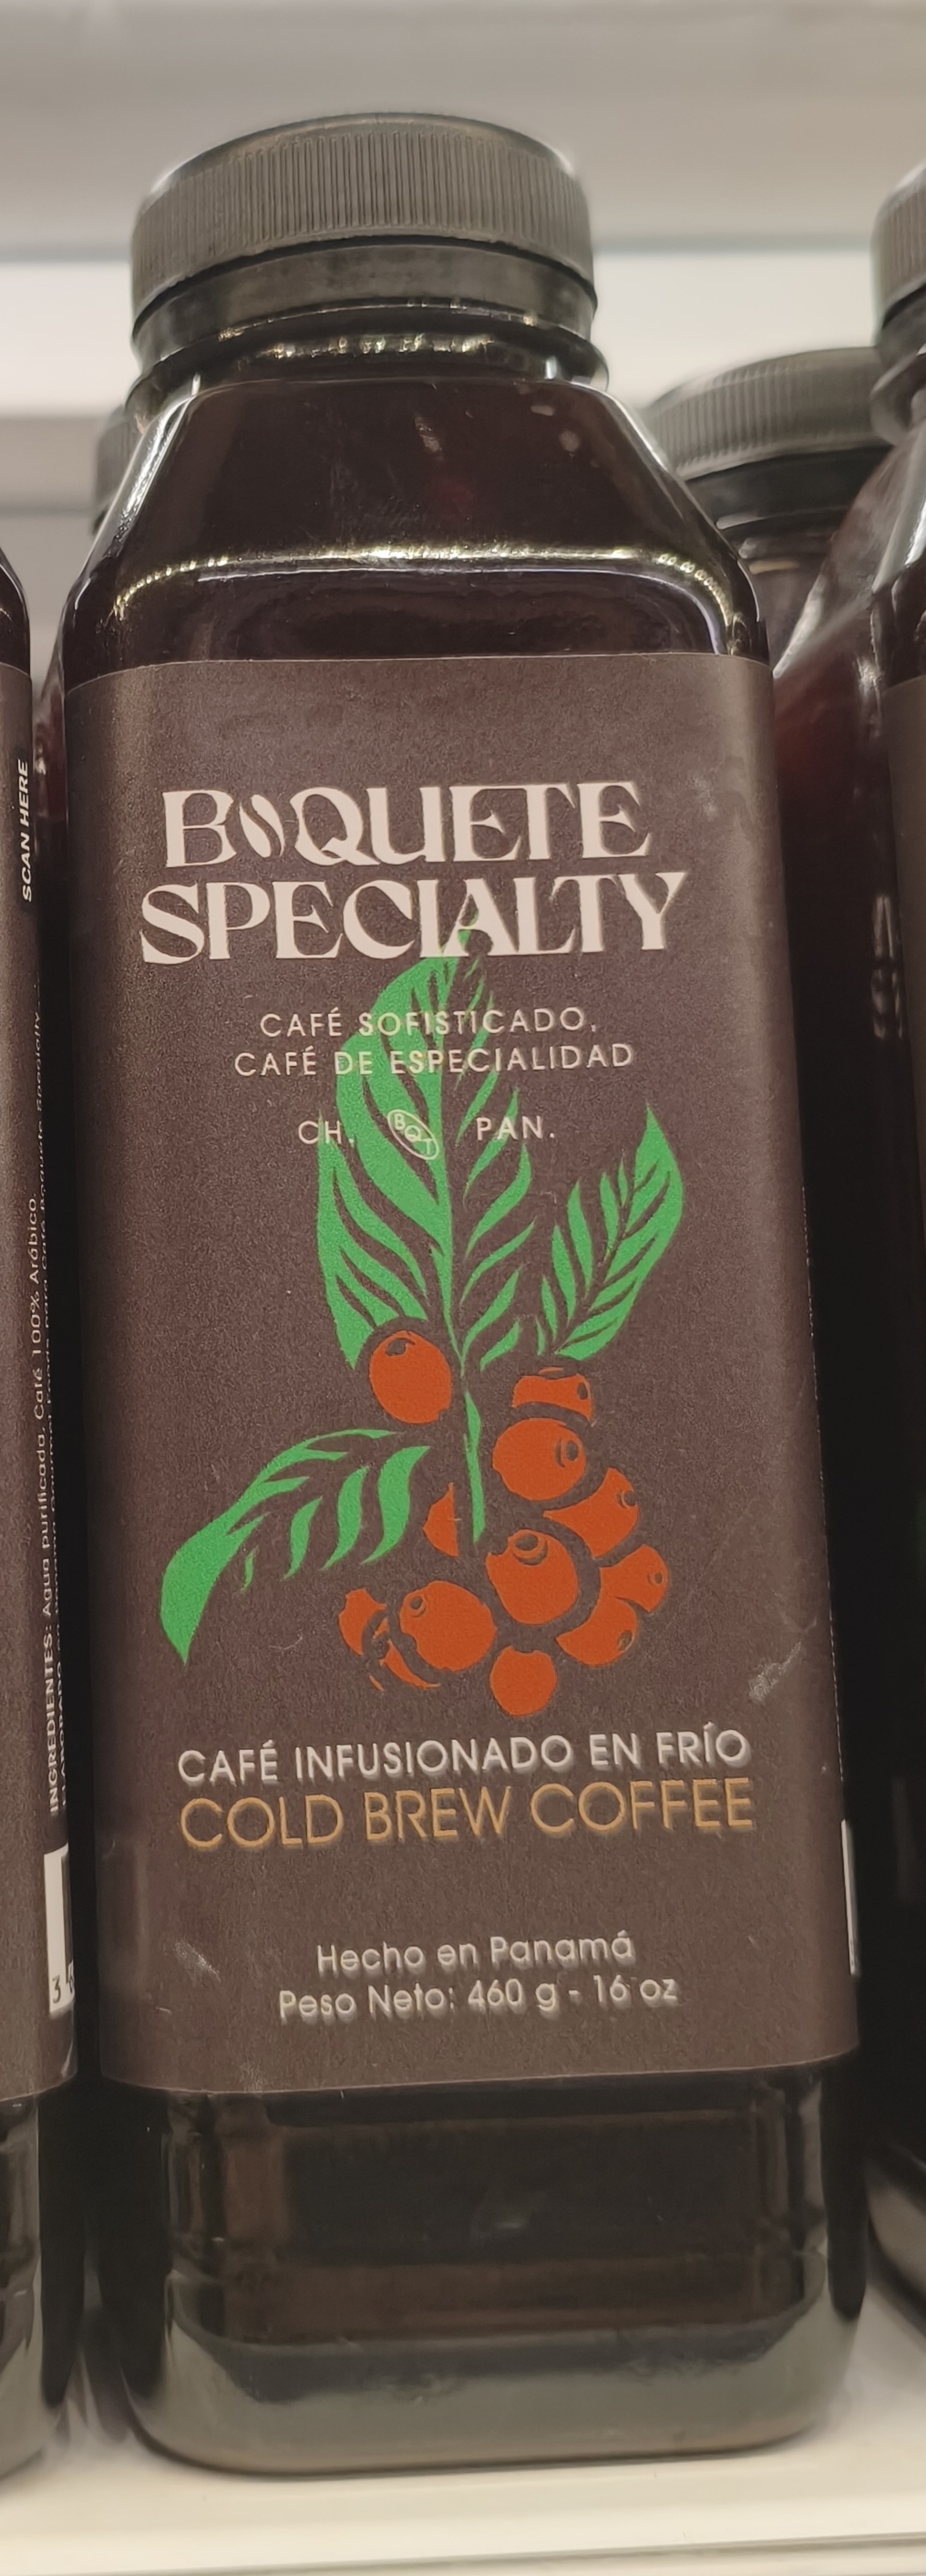 BOQUETE
SPECIALTY
CAFÉ SOFISTICADO,
CAFÉ DE ESPECIALIDAD
CH. BQT PAN.
CAFÉ INFUSIONADO EN FRÍO
COLD BREW COFFEE
Hecho en Panamá
Peso Neto: 460 g - 16 oz
SCAN HERE
INGREDIENTES: Agua purificada, Café 100% Arábico.